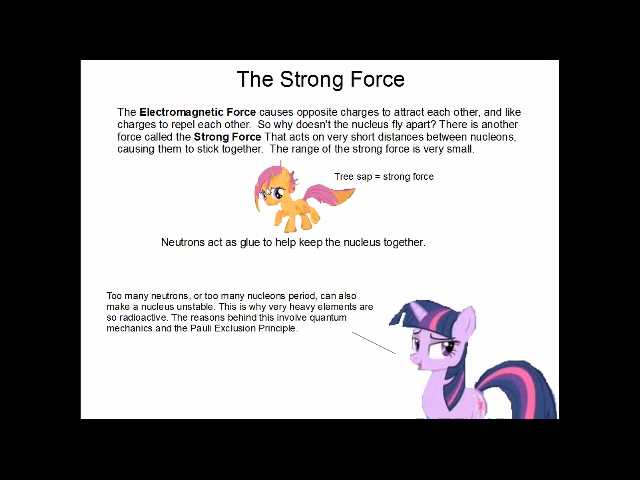 The Strong Force
The Electromagnetic Force causes opposite charges to attract each other, and like
charges to repel each other.  So why doesn't the nucleus fly apart? There is another
force called the Strong Force That acts on very short distances between nucleons,
causing them to stick together.  The range of the strong force is very small.
Tree sap = strong force
Neutrons act as glue to help keep the nucleus together.
Too many neutrons, or too many nucleons period, can also
make a nucleus unstable. This is why very heavy elements are
so radioactive. The reasons behind this involve quantum
mechanics and the Pauli Exclusion Principle.